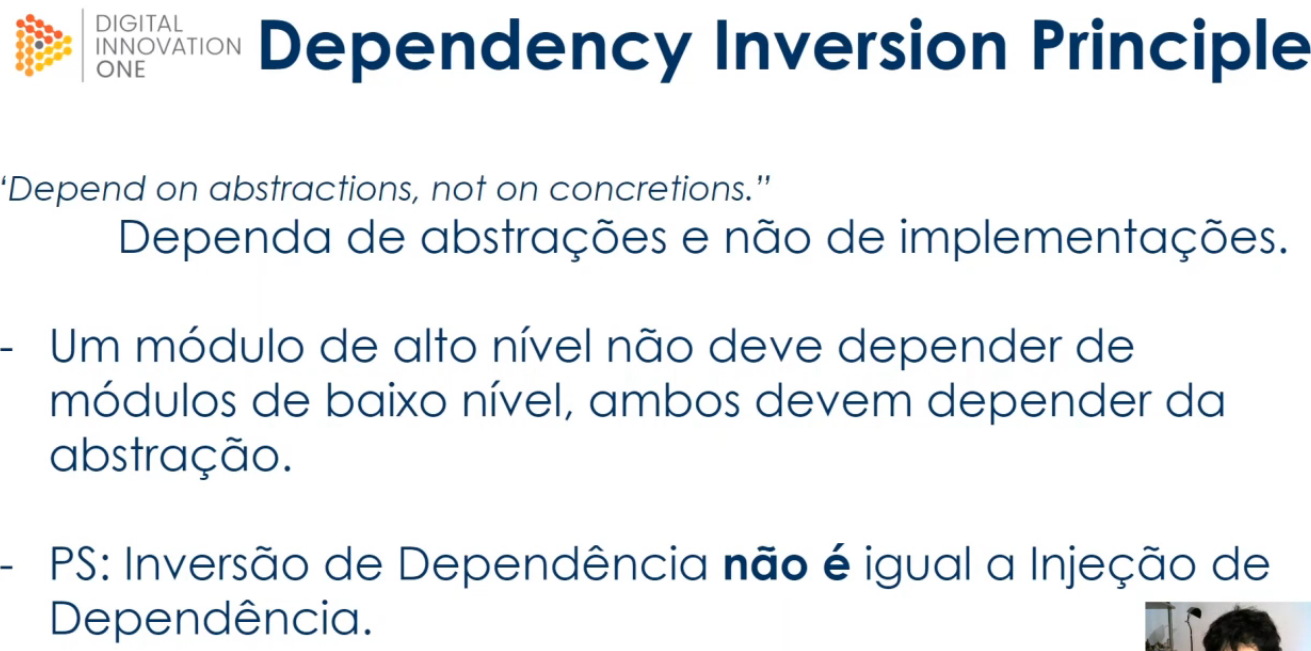 DIGITAL
INNOVATION
ONE
Dependency Inversion Principle
‘Depend on abstractions, not on concretions.”
Dependa de abstrações e não de implementações.
- Um módulo de alto nível não deve depender de
módulos de baixo nível, ambos devem depender da
abstração.
- PS: Inversão de Dependência não é igual a Injeção de
Dependência.